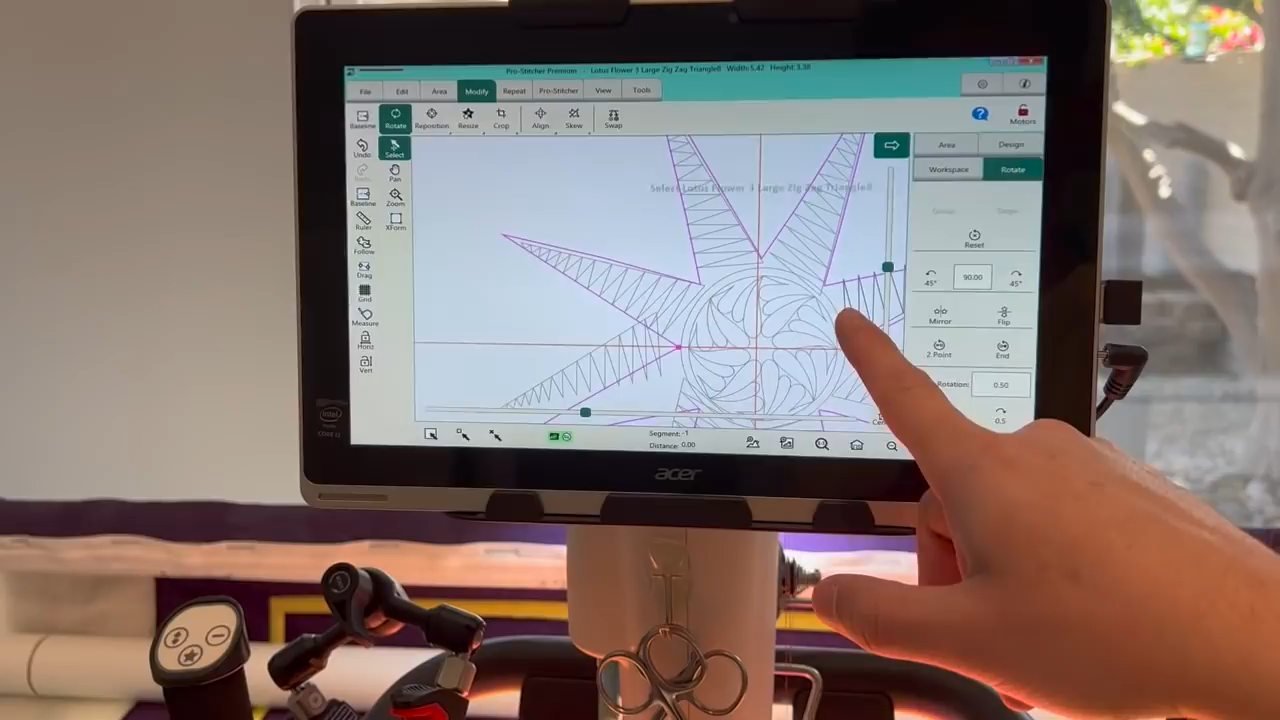 Pro-Stitcher Premium - Lotus Flower 3 Large Zig Zag Triangle8 Width: 5.42 Height: 3.38
File Edit Area Modify Repeat Pro-Stitcher View Tools
Baseline Rotate Reposition Resize Crop Align Skew Swap
Motors
Undo Select
Pan
Baseline Zoom
Ruler XForm
Follow
Drag
Grid
Measure
Horiz
Vert
Select Lotus Flower 3 Large Zig Zag Triangle8
Area Design
Workspace Rotate
Reset
45° 90.00 45°
Mirror Flip
2 Point End
Rotation: 0.50
0.5
Segment: -1
Distance: 0.00
intel
acer